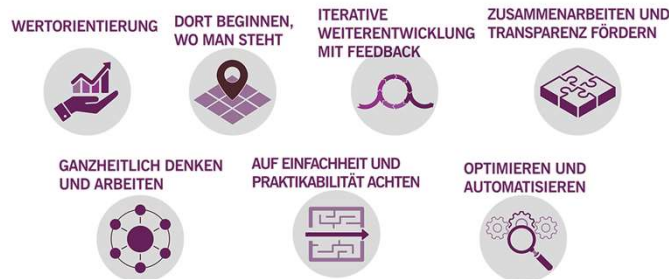 WERTORIENTIERUNG
DORT BEGINNEN,
WO MAN STEHT
ITERATIVE
WEITERENTWICKLUNG
MIT FEEDBACK
ZUSAMMENARBEITEN UND
TRANSPARENZ FÖRDERN
GANZHEITLICH DENKEN
UND ARBEITEN
AUF EINFACHHEIT UND
PRAKTIKABILITÄT ACHTEN
OPTIMIEREN UND
AUTOMATISIEREN